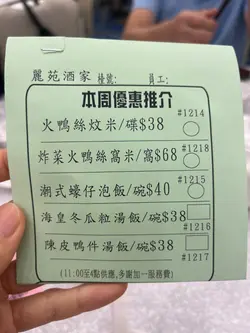 麗苑酒家 檯號: 員工:
本周優惠推介
火鴨絲炆米/碟$38 #1214
炸菜火鴨絲窩米/窩$68 #1218
潮式蠔仔泡飯/碗$40 #1215
海皇冬瓜粒湯飯/碗$38 #1216
陳皮鴨件湯飯/碗$38 #1217
(11:00至4點供應,多謝加一服務費)